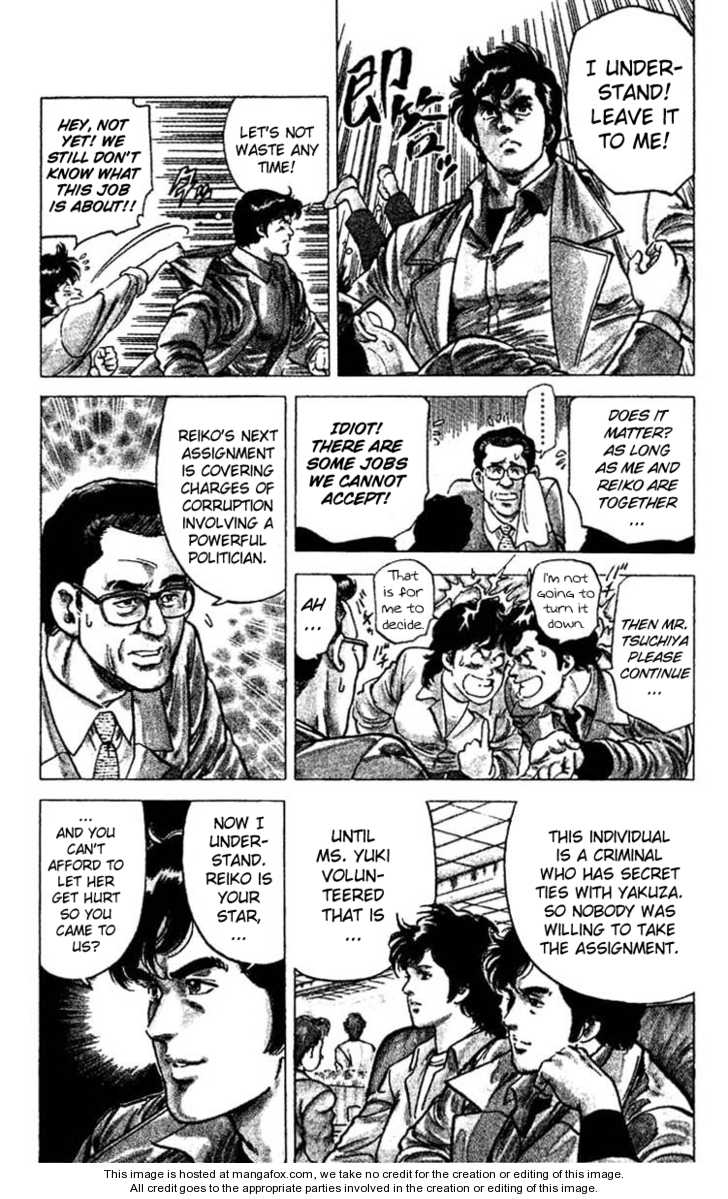 I UNDER-
STAND!
LEAVE IT
TO ME!
即答
LET'S NOT
WASTE ANY
TIME!
HEY, NOT
YET! WE
STILL DON'T
KNOW WHAT
THIS JOB
IS ABOUT!!
DOES IT
MATTER?
AS LONG
AS ME AND
REIKO ARE
TOGETHER
...
IDIOT!
THERE ARE
SOME JOBS
WE CANNOT
ACCEPT!
I'm not
going to
turn it
down.
That
is for
me to
decide.
THEN MR.
TSUCHIYA
PLEASE
CONTINUE
...
AH
...
REIKO'S NEXT
ASSIGNMENT
IS COVERING
CHARGES OF
CORRUPTION
INVOLVING A
POWERFUL
POLITICIAN.
THIS INDIVIDUAL
IS A CRIMINAL
WHO HAS SECRET
TIES WITH YAKUZA.
SO NOBODY WAS
WILLING TO TAKE
THE ASSIGNMENT.
UNTIL
MS. YUKI
VOLUN-
TEERED
THAT IS
...
NOW I
UNDER-
STAND.
REIKO IS
YOUR
STAR,
...
...
AND YOU
CAN'T
AFFORD TO
LET HER
GET HURT
SO YOU
CAME TO
US?
This image is hosted at mangafox.com, we take no credit for the creation or editing of this image.
All credit goes to the appropriate parties involved in the creation or editing of this image.